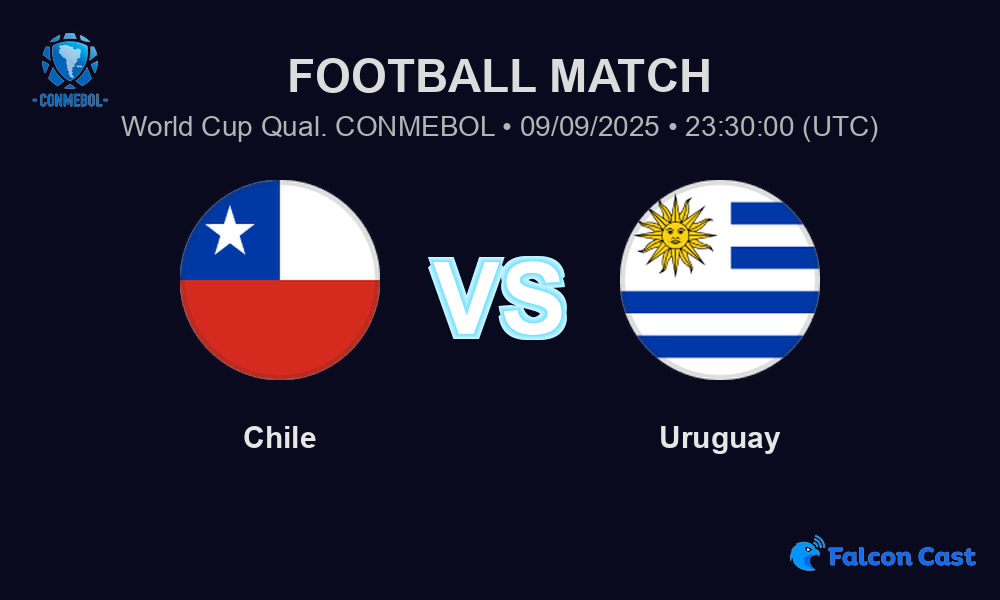 FOOTBALL MATCH
-CONMEBOL-
World Cup Qual. CONMEBOL • 09/09/2025 • 23:30:00 (UTC)
VS
Chile
Uruguay
Falcon Cast